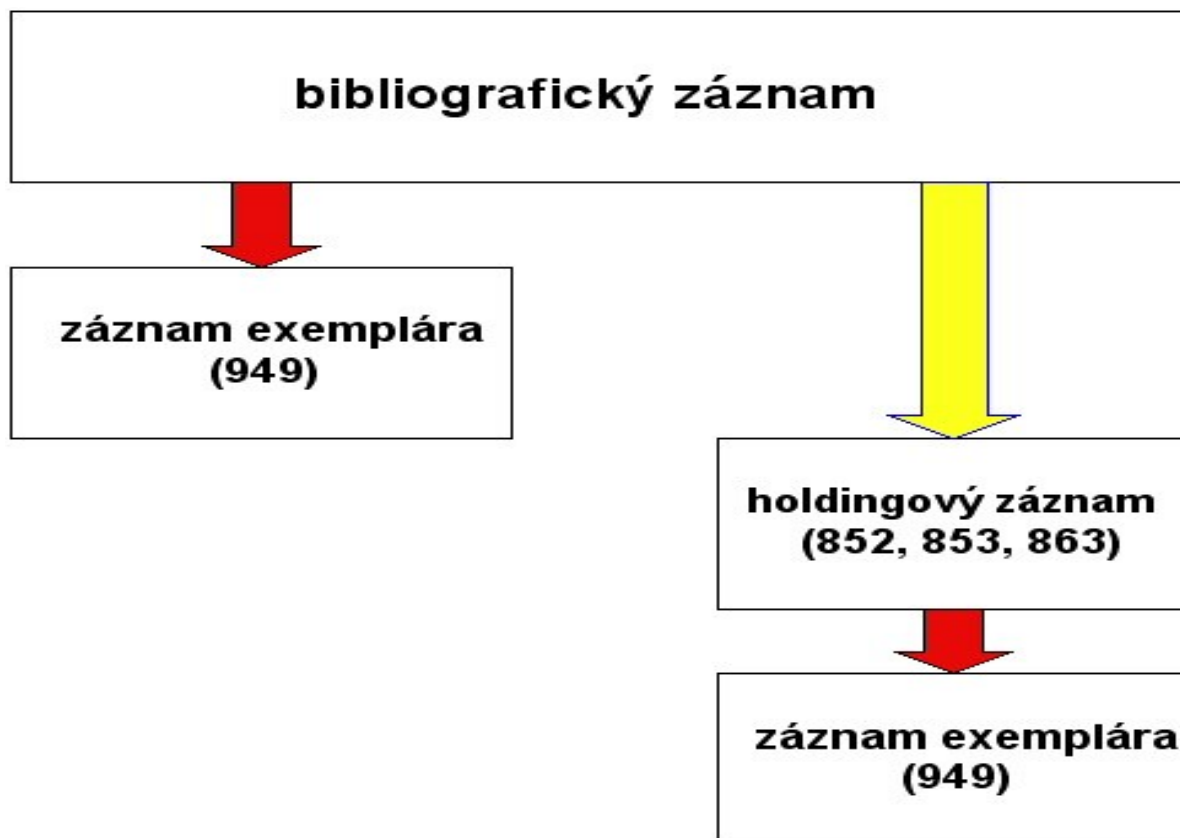 bibliografický záznam
záznam exemplára
(949)
holdingový záznam
(852, 853, 863)
záznam exemplára
(949)